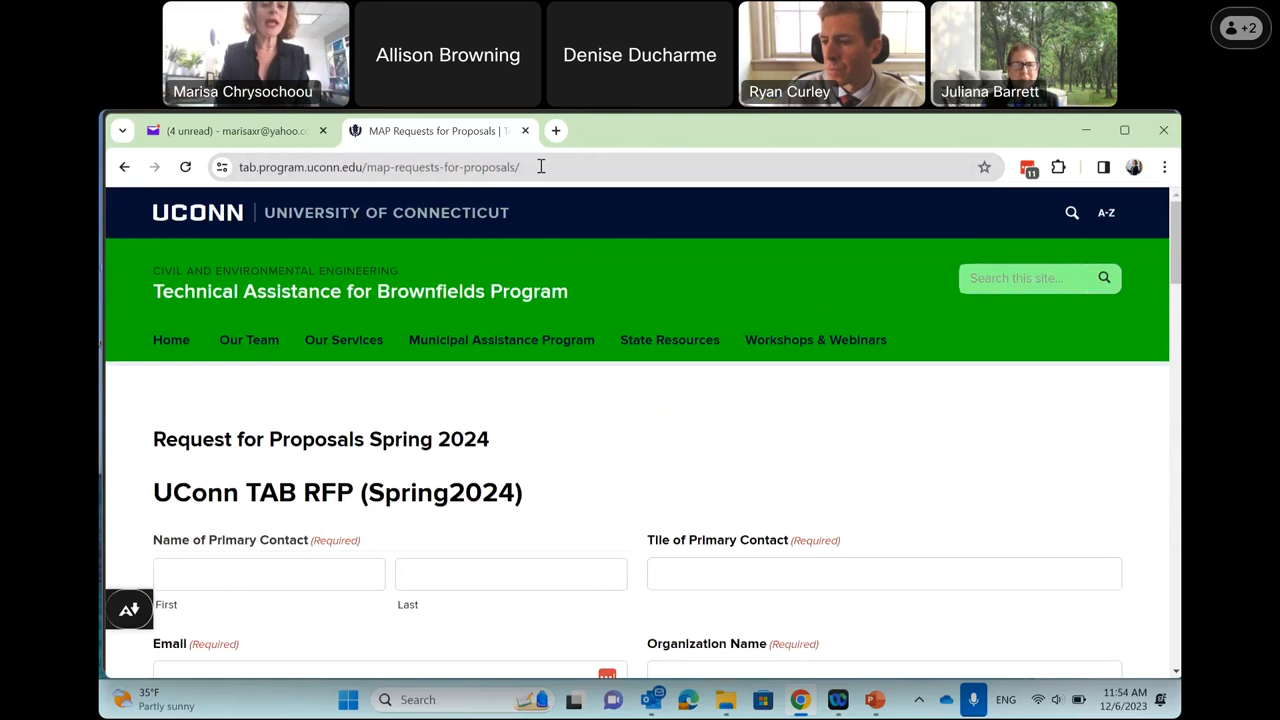 Marisa Chrysochoou
Allison Browning
Denise Ducharme
Ryan Curley
Juliana Barrett
+2
(4 unread) - marisaxr@yahoo.c
MAP Requests for Proposals | T
tab.program.uconn.edu/map-requests-for-proposals/
11
UCONN UNIVERSITY OF CONNECTICUT
A-Z
CIVIL AND ENVIRONMENTAL ENGINEERING
Technical Assistance for Brownfields Program
Search this site...
Home Our Team Our Services Municipal Assistance Program State Resources Workshops & Webinars
Request for Proposals Spring 2024
UConn TAB RFP (Spring2024)
Name of Primary Contact (Required) Tile of Primary Contact (Required)
First Last
Email (Required) Organization Name (Required)
35°F
Partly sunny
Search
ENG
11:54 AM
12/6/2023